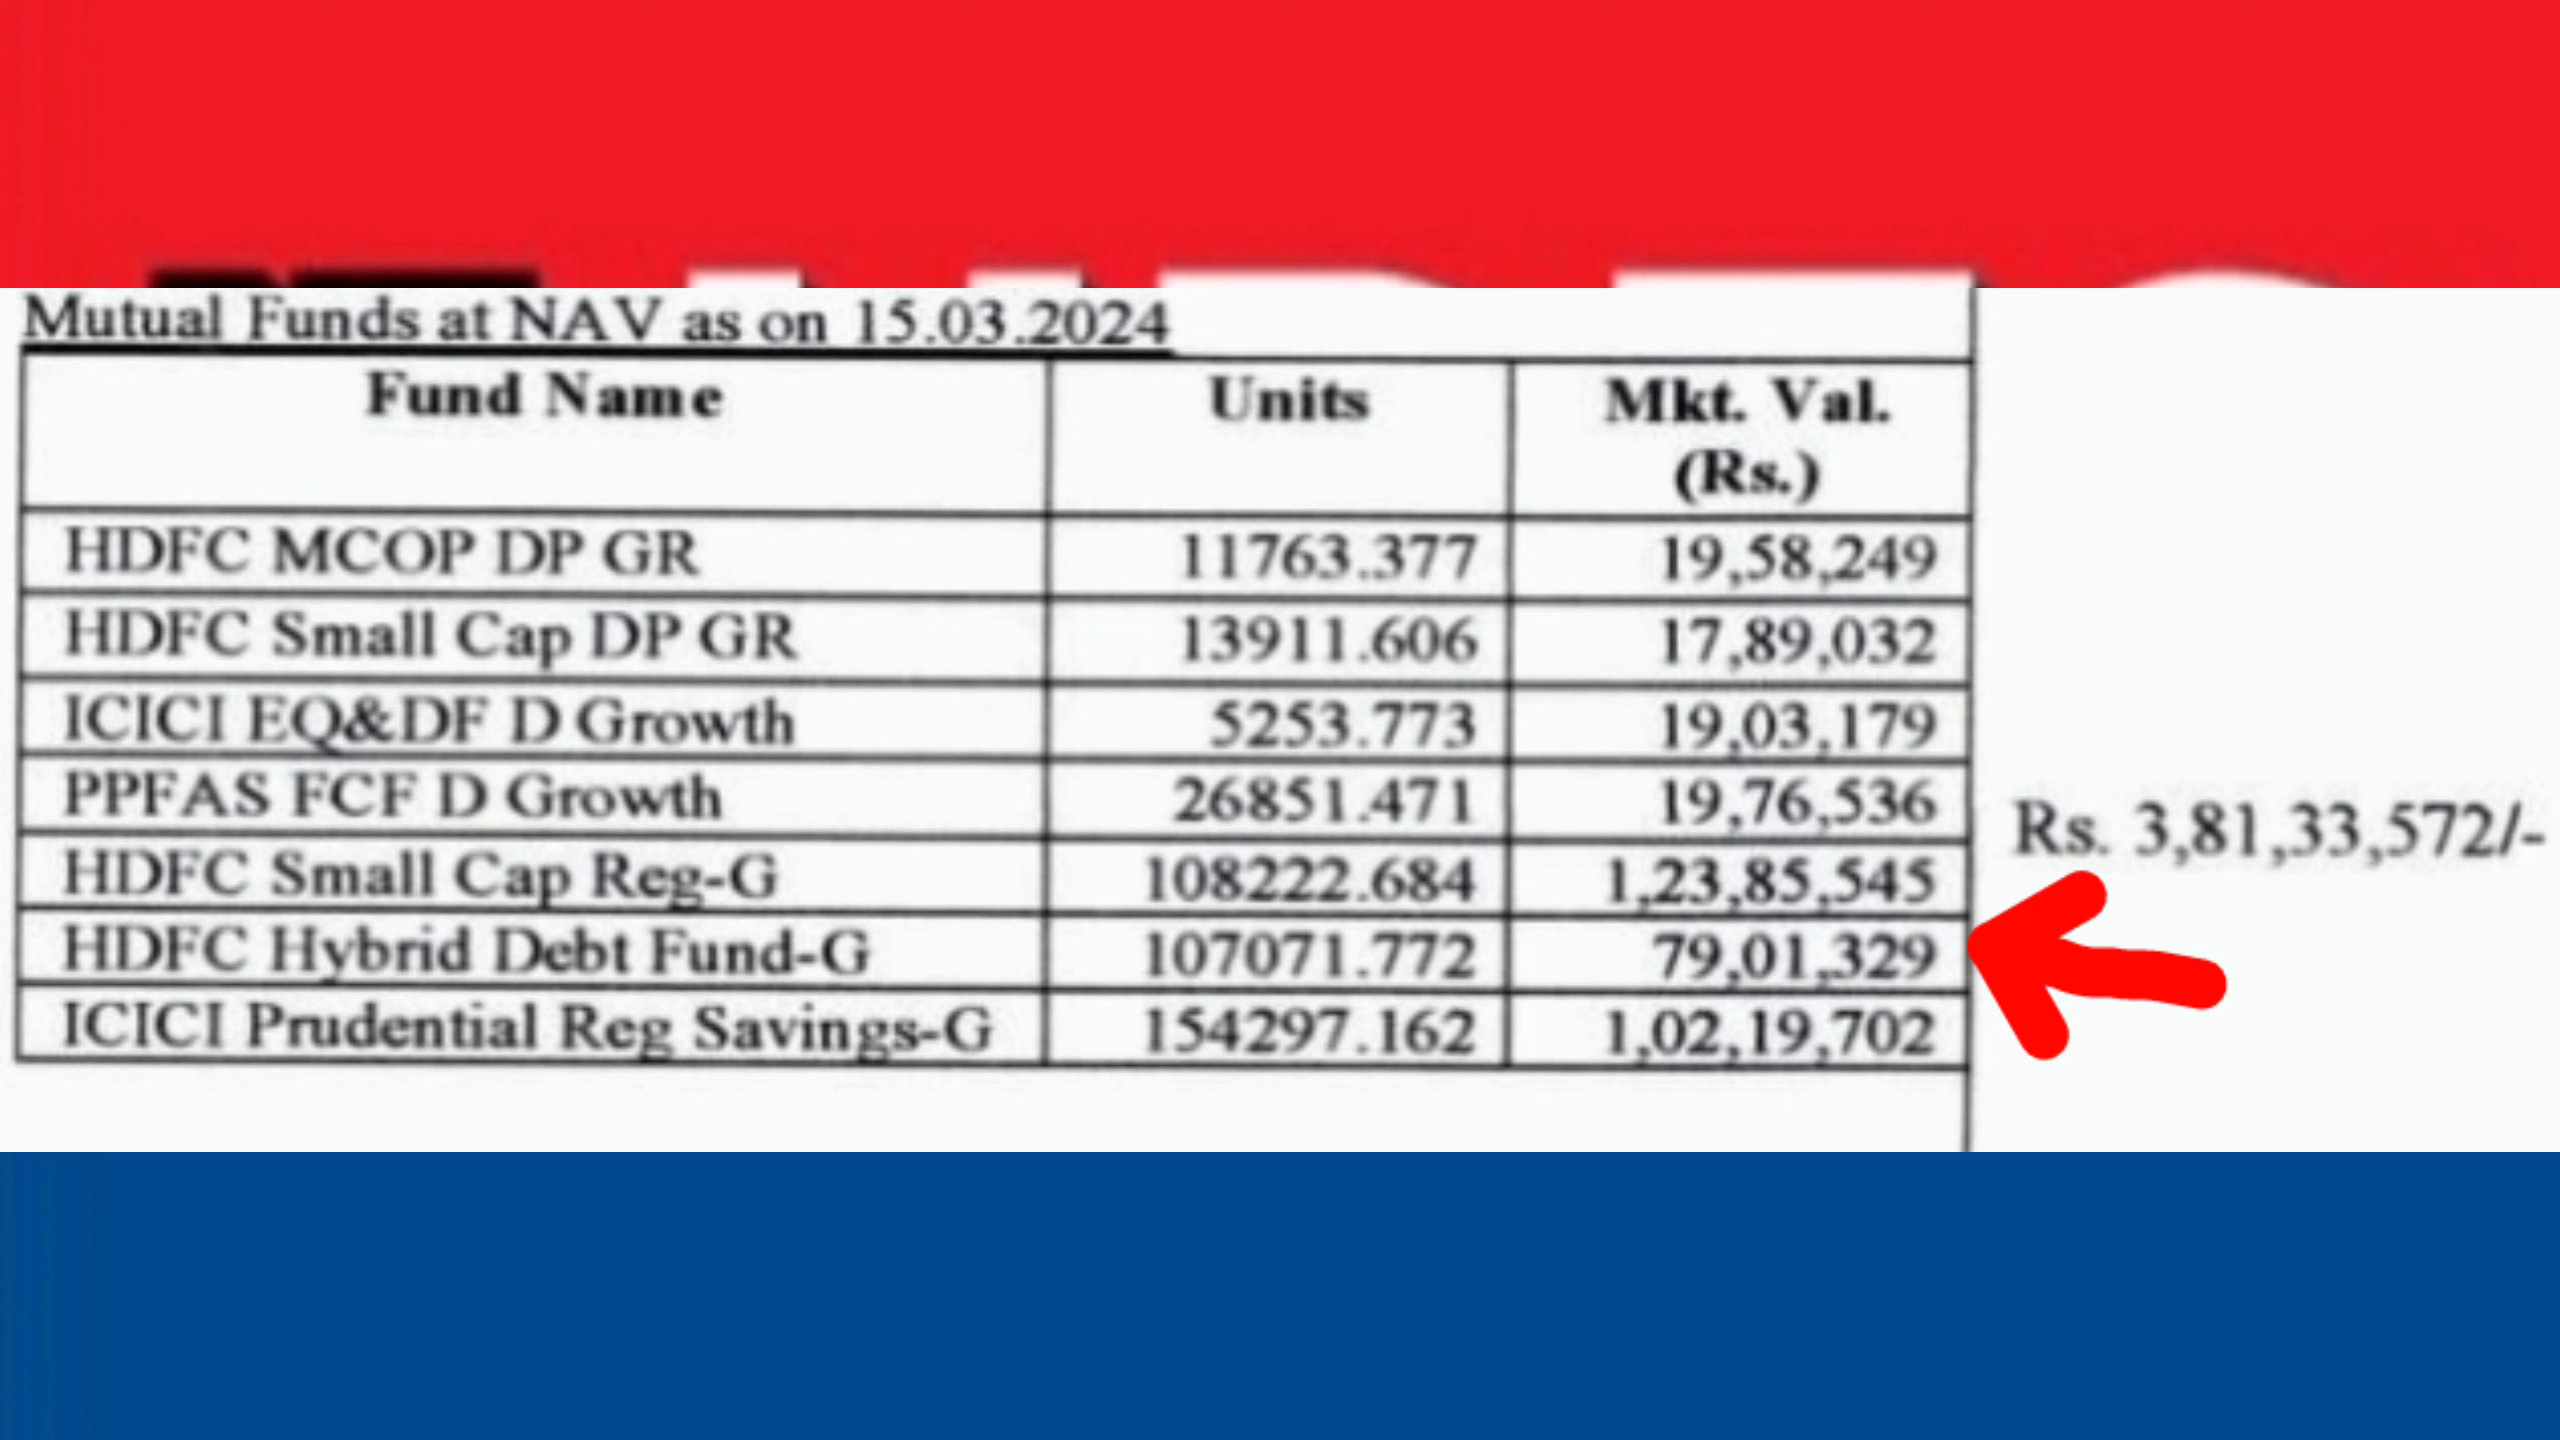 Mutual Funds at NAV as on 15.03.2024
Fund Name Units Mkt. Val. (Rs.)
HDFC MCOP DP GR 11763.377 19,58,249
HDFC Small Cap DP GR 13911.606 17,89,032
ICICI EQ&DF D Growth 5253.773 19,03,179
PPFAS FCF D Growth 26851.471 19,76,536
Rs. 3,81,33,572/-
HDFC Small Cap Reg-G 108222.684 1,23,85,545
HDFC Hybrid Debt Fund-G 107071.772 79,01,329
ICICI Prudential Reg Savings-G 154297.162 1,02,19,702